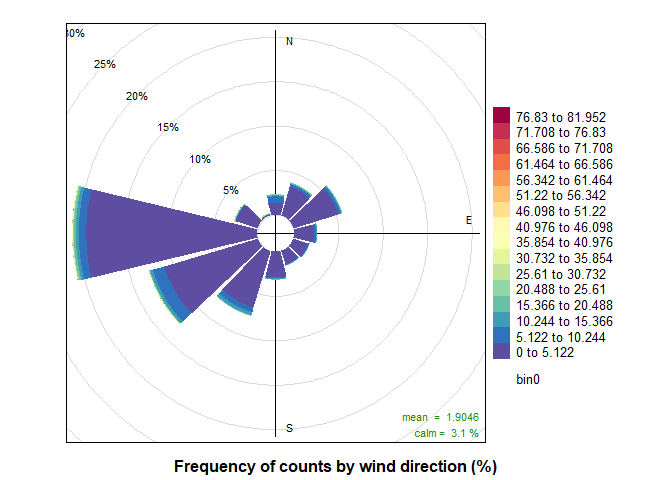 30%
25%
20%
15%
10%
5%
N
E
S
mean = 1.9046
calm = 3.1 %
76.83 to 81.952
71.708 to 76.83
66.586 to 71.708
61.464 to 66.586
56.342 to 61.464
51.22 to 56.342
46.098 to 51.22
40.976 to 46.098
35.854 to 40.976
30.732 to 35.854
25.61 to 30.732
20.488 to 25.61
15.366 to 20.488
10.244 to 15.366
5.122 to 10.244
0 to 5.122
bin0
Frequency of counts by wind direction (%)